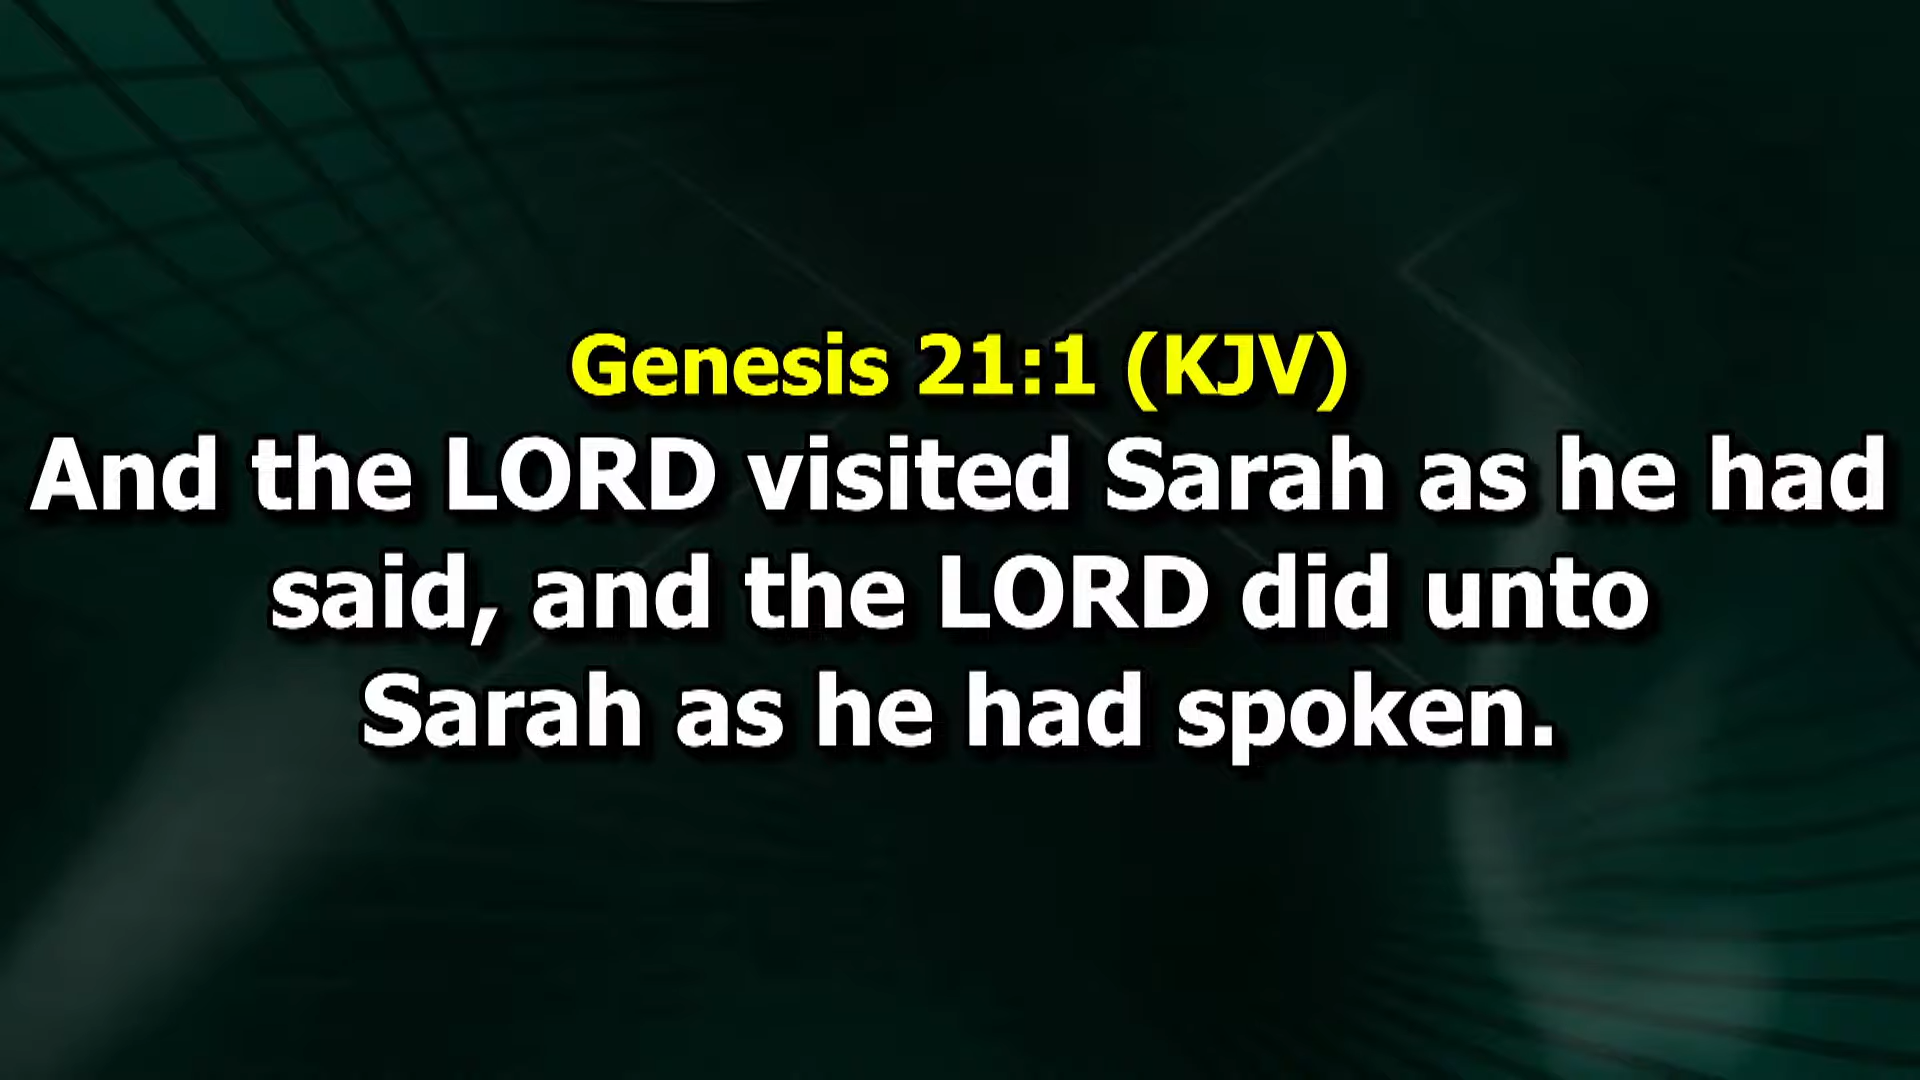 Genesis 21:1 (KJV)
And the LORD visited Sarah as he had
said, and the LORD did unto
Sarah as he had spoken.